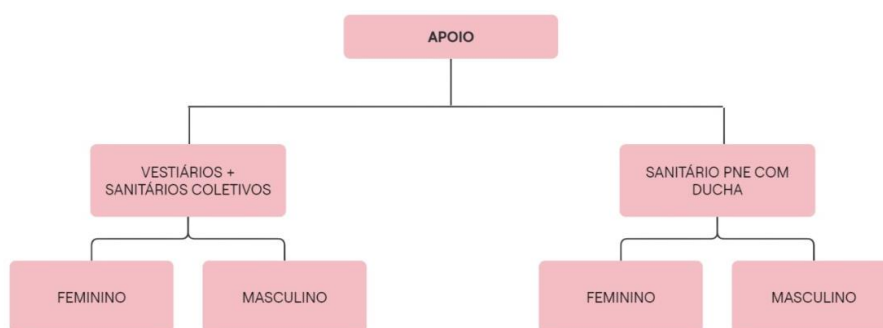 APOIO
VESTIÁRIOS +
SANITÁRIOS COLETIVOS
SANITÁRIO PNE COM
DUCHA
FEMININO
MASCULINO
FEMININO
MASCULINO